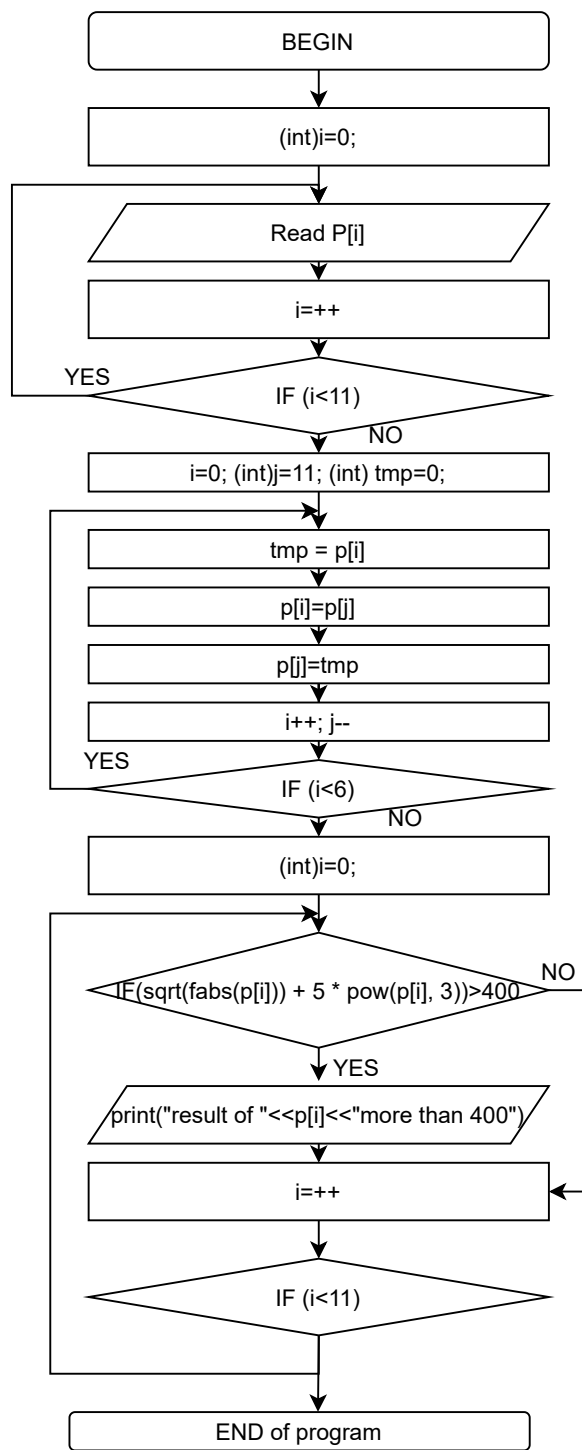 BEGIN
(int)i=0;
Read P[i]
i=++
YES
IF (i<11)
NO
i=0; (int)j=11; (int) tmp=0;
tmp = p[i]
p[i]=p[j]
p[j]=tmp
i++; j--
YES
IF (i<6)
NO
(int)i=0;
IF(sqrt(fabs(p[i])) + 5 * pow(p[i], 3))>400
NO
YES
print("result of "<<p[i]<<"more than 400")
i=++
IF (i<11)
END of program